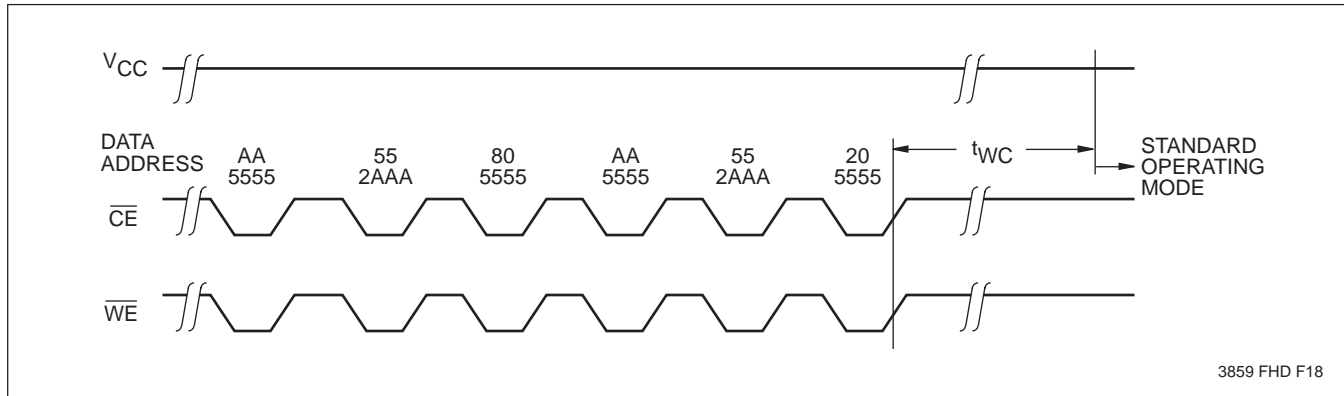 VCC
DATA AA 55 80 AA 55 20
ADDRESS 5555 2AAA 5555 5555 2AAA 5555
tWC
STANDARD
OPERATING
MODE
CE
WE
3859 FHD F18